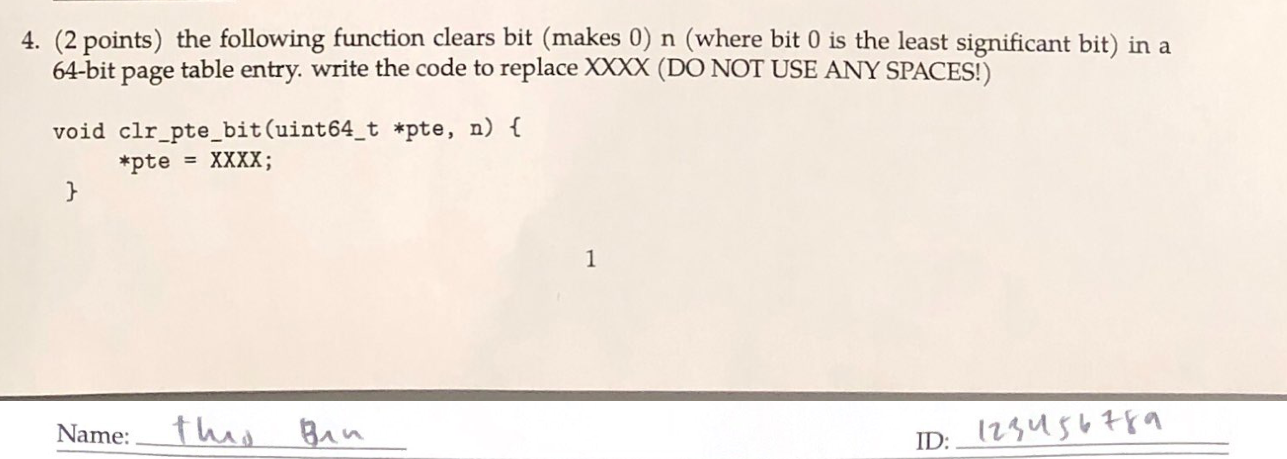 4. (2 points) the following function clears bit (makes 0) n (where bit 0 is the least significant bit) in a
64-bit page table entry. write the code to replace XXXX (DO NOT USE ANY SPACES!)
void clr_pte_bit(uint64_t *pte, n) {
*pte = XXXX;
}
1
Name:
ID: 123456789